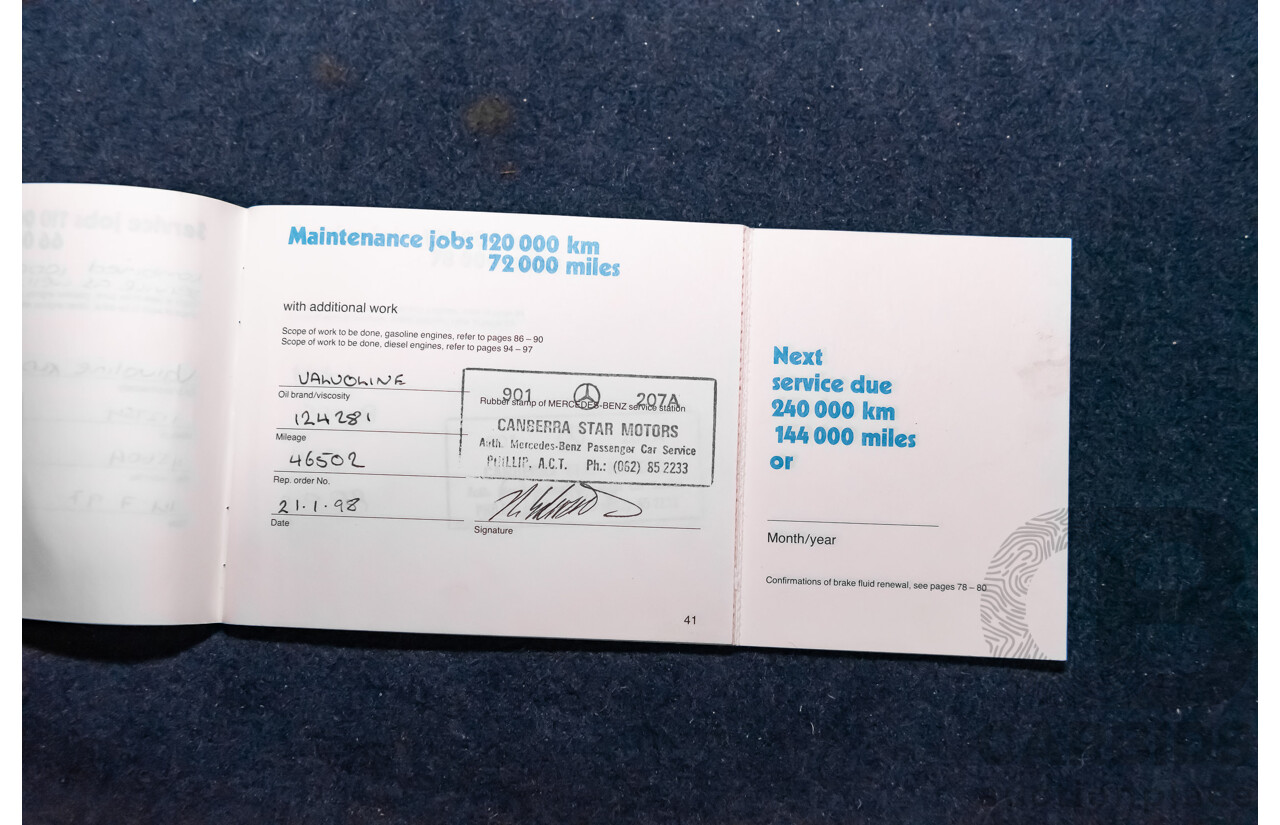 Maintenance jobs 120 000 km
72 000 miles
with additional work
Scope of work to be done, gasoline engines, refer to pages 86 – 90
Scope of work to be done, diesel engines, refer to pages 94 – 97
VALVOLINE
Oil brand/viscosity
124281
Mileage
46502
Rep. order No.
21.1.98
Date
901 207A
Rubber stamp of MERCEDES-BENZ service station
CANBERRA STAR MOTORS
Auth. Mercedes-Benz Passenger Car Service
PHILLIP, A.C.T. Ph.: (062) 85 2233
Signature
41
Next
service due
240 000 km
144 000 miles
or
Month/year
Confirmations of brake fluid renewal, see pages 78 – 80